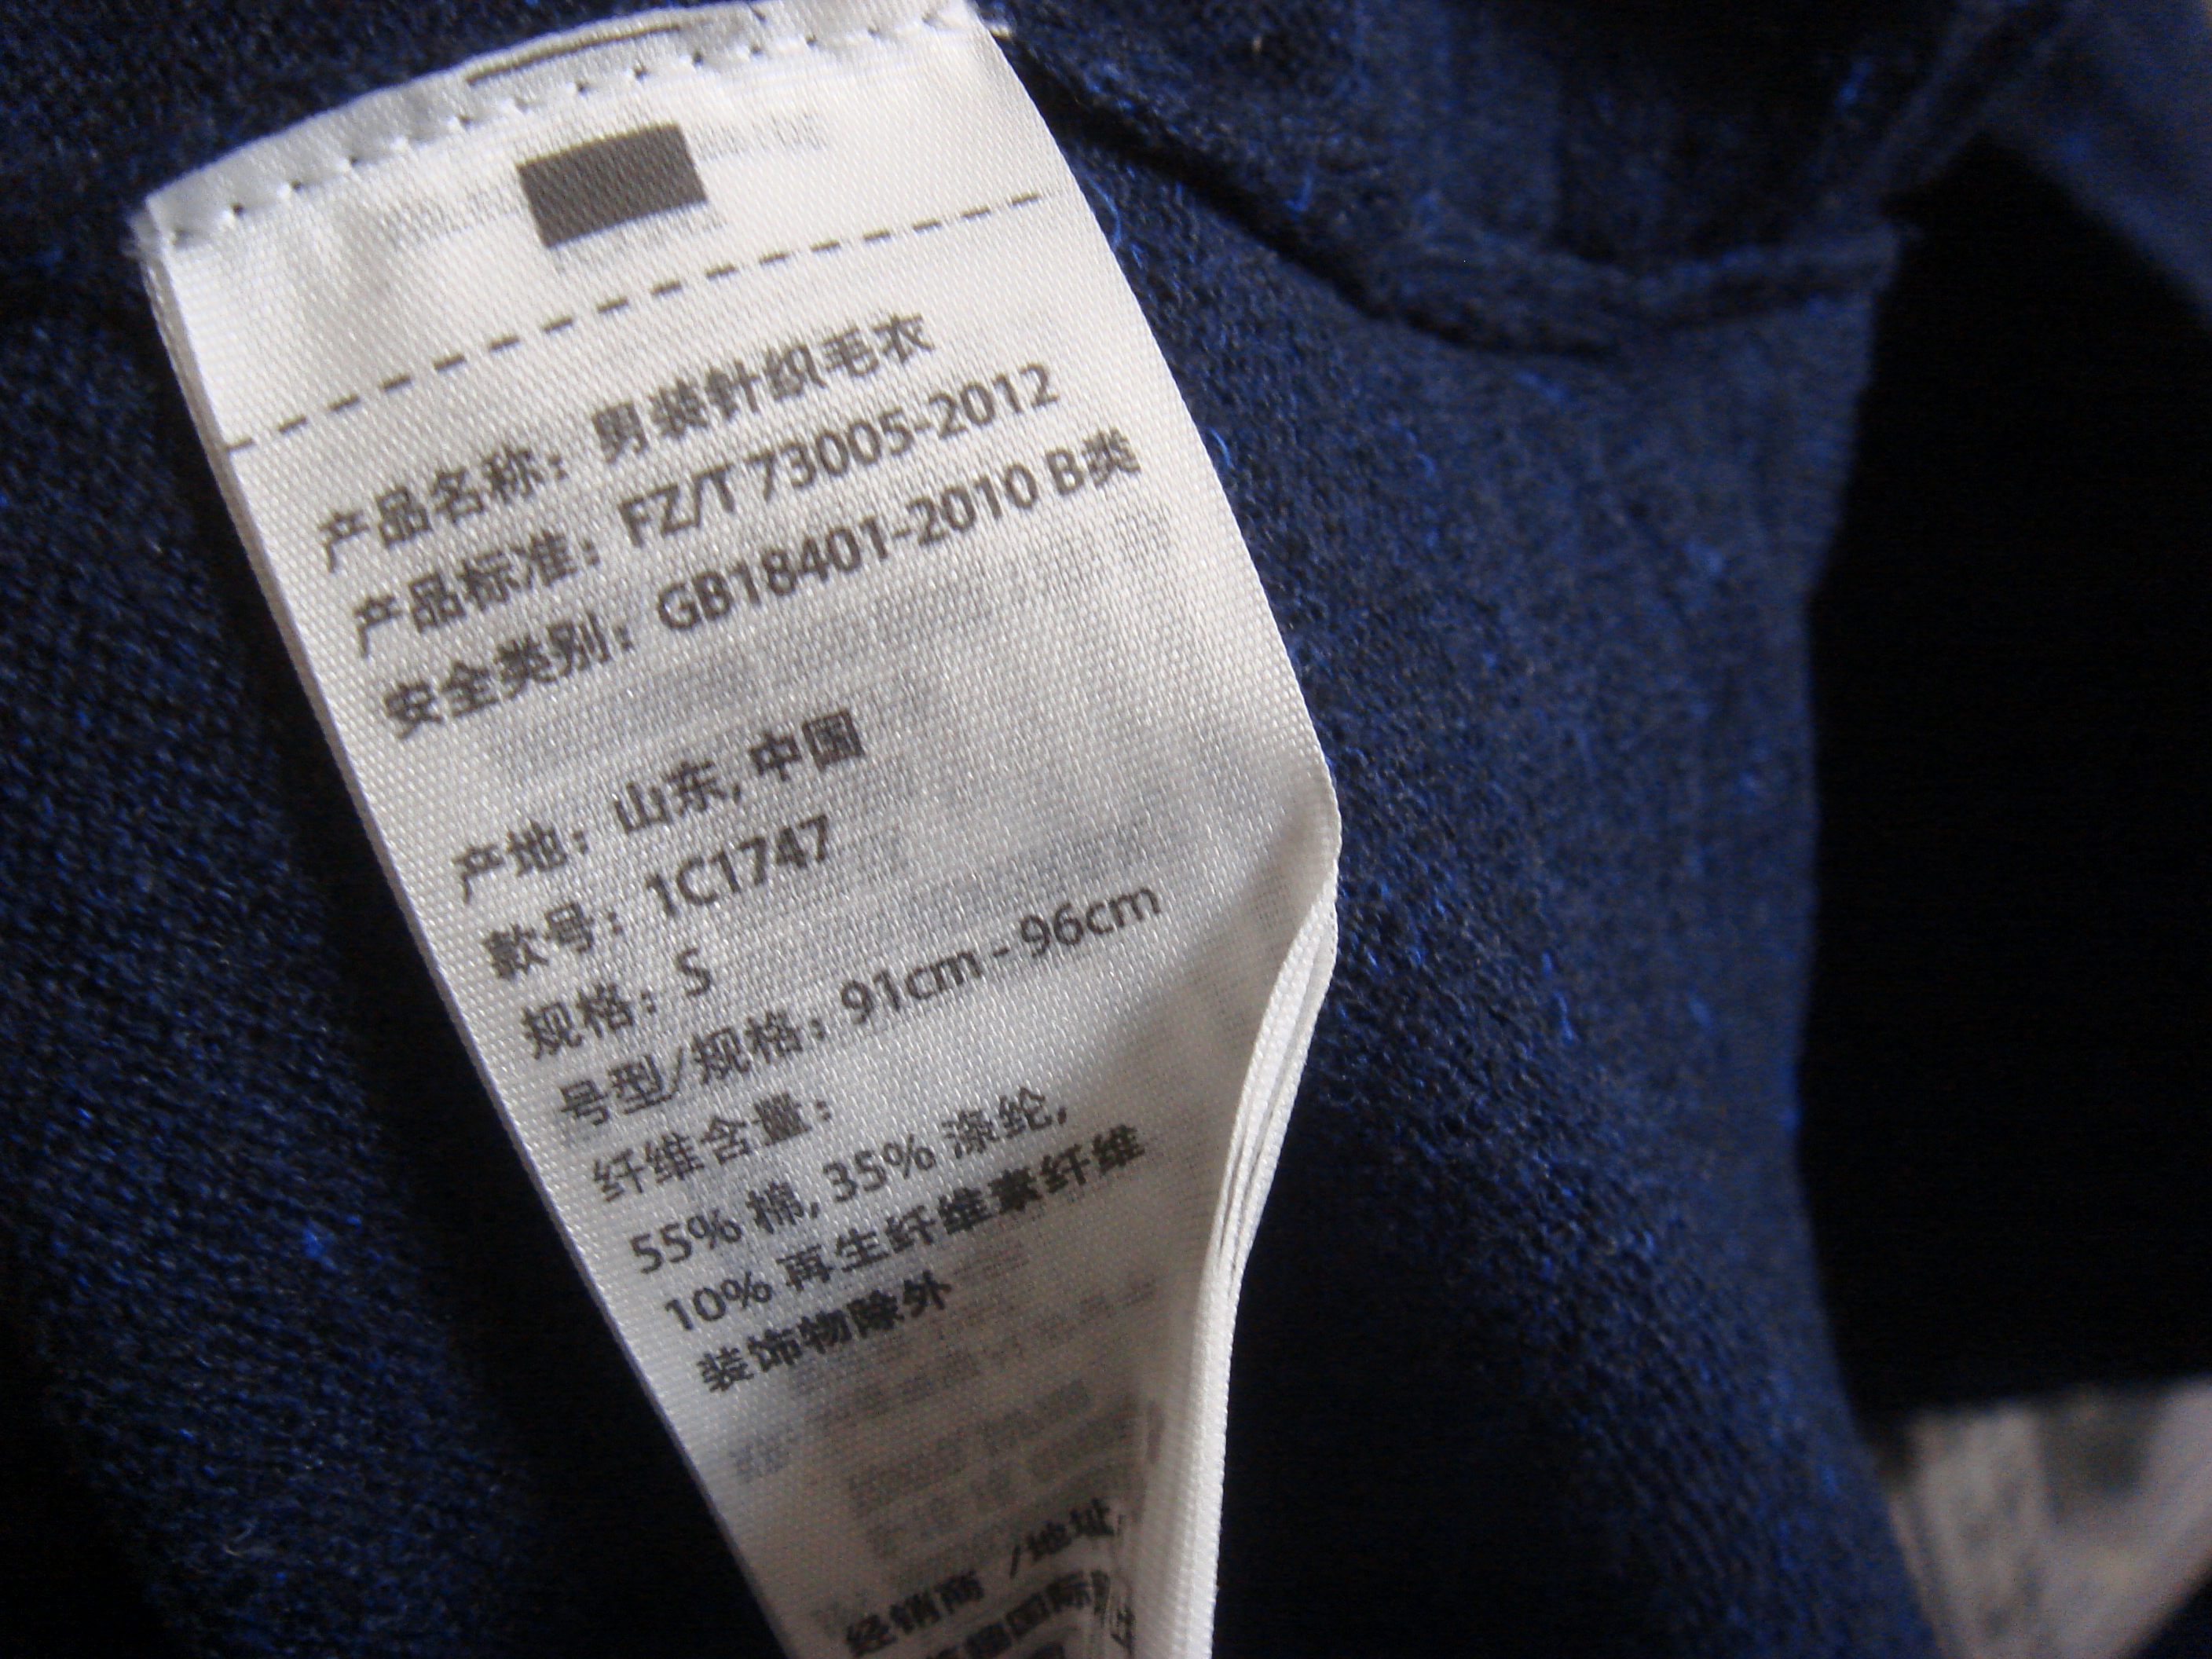 产品名称：男装针织毛衣
产品标准：FZ/T 73005-2012
安全类别：GB18401-2010 B类
产地：山东, 中国
款号：1C1747
规格：S
号型/规格：91cm - 96cm
纤维含量：
55% 棉, 35% 涤纶,
10% 再生纤维素纤维
装饰物除外
经销商 /地址
国际